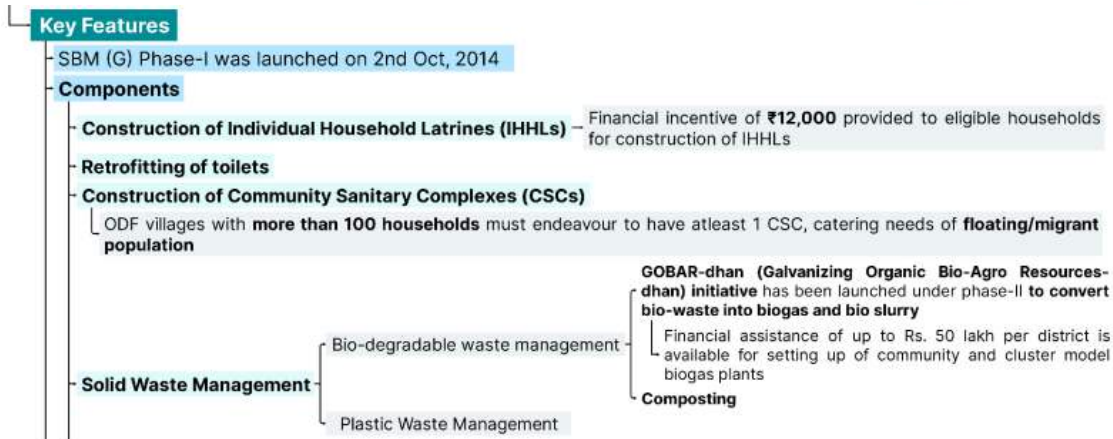 Key Features
SBM (G) Phase-I was launched on 2nd Oct, 2014
Components
Construction of Individual Household Latrines (IHHLs)
Financial incentive of ₹12,000 provided to eligible households
for construction of IHHLs
Retrofitting of toilets
Construction of Community Sanitary Complexes (CSCs)
ODF villages with more than 100 households must endeavour to have atleast 1 CSC, catering needs of floating/migrant
population
Solid Waste Management
Bio-degradable waste management
GOBAR-dhan (Galvanizing Organic Bio-Agro Resources-
dhan) initiative has been launched under phase-II to convert
bio-waste into biogas and bio slurry
Financial assistance of up to Rs. 50 lakh per district is
available for setting up of community and cluster model
biogas plants
Composting
Plastic Waste Management